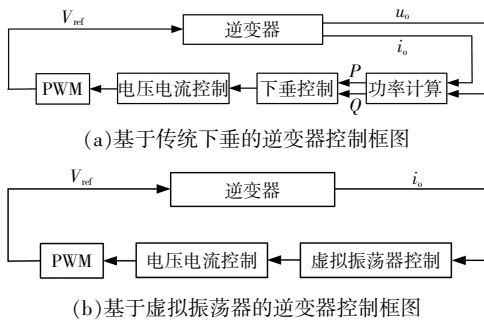 V_ref 逆变器 u_o
i_o
P
PWM 电压电流控制 下垂控制 功率计算
Q
(a)基于传统下垂的逆变器控制框图
V_ref 逆变器 i_o
PWM 电压电流控制 虚拟振荡器控制
(b)基于虚拟振荡器的逆变器控制框图